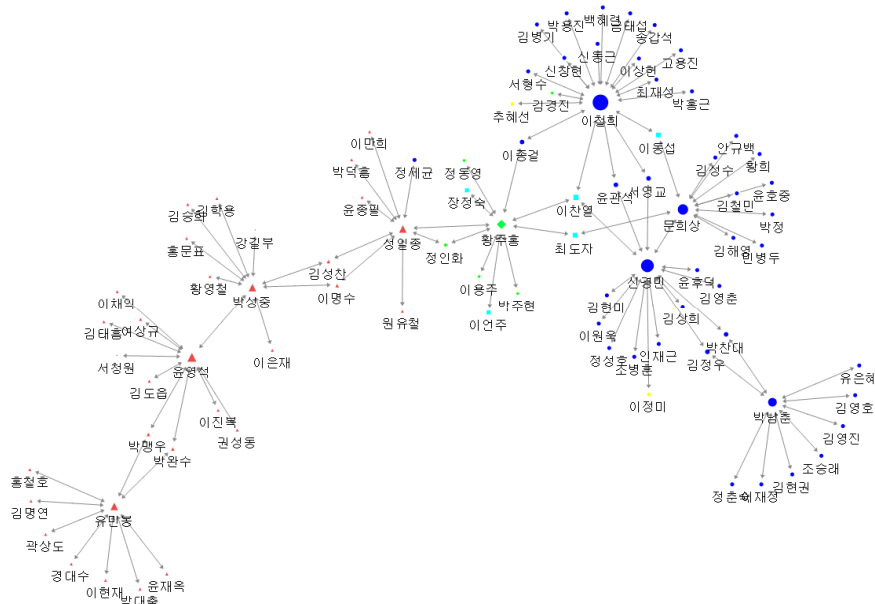 백혜련
박용진
금태섭
김병기
송갑석
신동근
고용진
신창현
이상헌
서형수
최재성
김경진
박홍근
추혜선
이철희
이종걸
이동섭
안규백
황희
김수
윤호중
김철민
박정
문희상
김해영
민병두
이만희
박덕흠
정세균
정동영
장정숙
윤종필
윤관석
서영교
이찬열
성일종
황주홍
최도자
정인화
김학용
김승희
강길부
홍문표
황영철
김성찬
이명수
박성중
이용주
박주현
이언주
원유철
신경민
윤후덕
김영춘
김현미
김상희
이원욱
정성호
인재근
조병훈
박찬대
김정우
이정미
이채익
김태흠
여상규
서청원
윤영석
이은재
김도읍
이진복
권성동
박맹우
박완수
유은혜
김영호
박남춘
김영진
조승래
김현권
정춘숙
이재정
홍철호
김명연
유민봉
곽상도
경대수
이현재
윤재옥
박대출